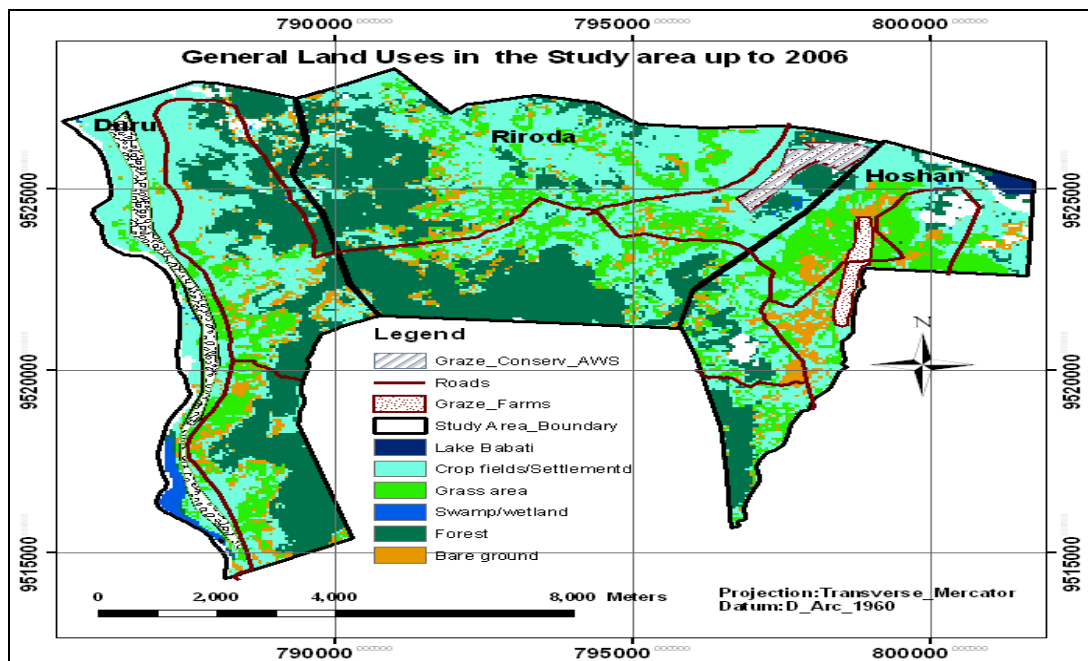 790000 795000 800000
General Land Uses in the Study area up to 2006
Duru
Riroda
Hoshan
9525000
9525000
Legend
Graze_Conserv_AWS
Roads
Graze_Farms
Study Area_Boundary
Lake Babati
Crop fields/Settlementd
Grass area
Swamp/wetland
Forest
Bare ground
N
9520000
9520000
9515000
9515000
0 2,000 4,000 8,000 Meters
Projection:Transverse_Mercator
Datum:D_Arc_1960
790000 795000 800000